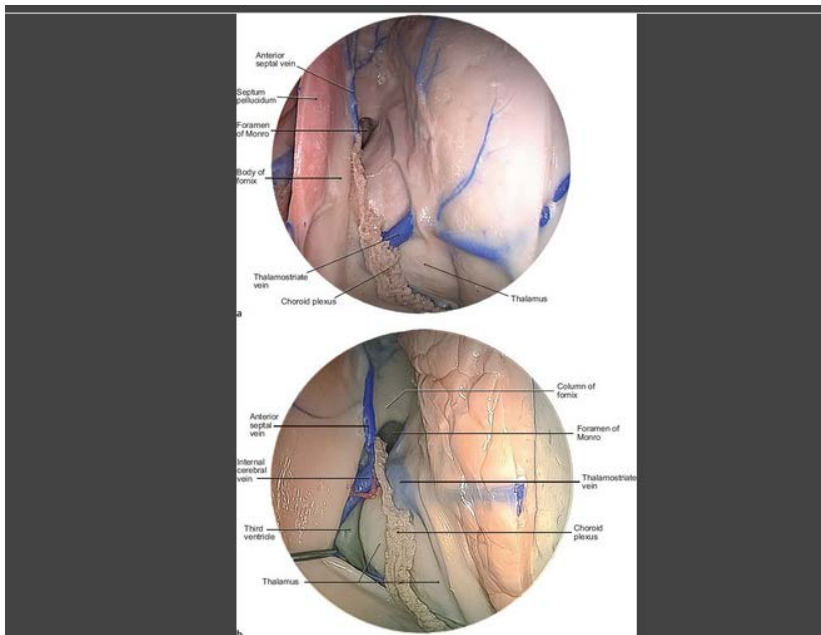 Anterior
septal vein
Septum
pellucidum
Foramen
of Monro
Body of
fornix
Thalamostriate
vein
Choroid plexus
Thalamus
a
Column of
fornix
Anterior
septal
vein
Foramen of
Monro
Internal
cerebral
vein
Thalamostriate
vein
Third
ventricle
Choroid
plexus
Thalamus
b